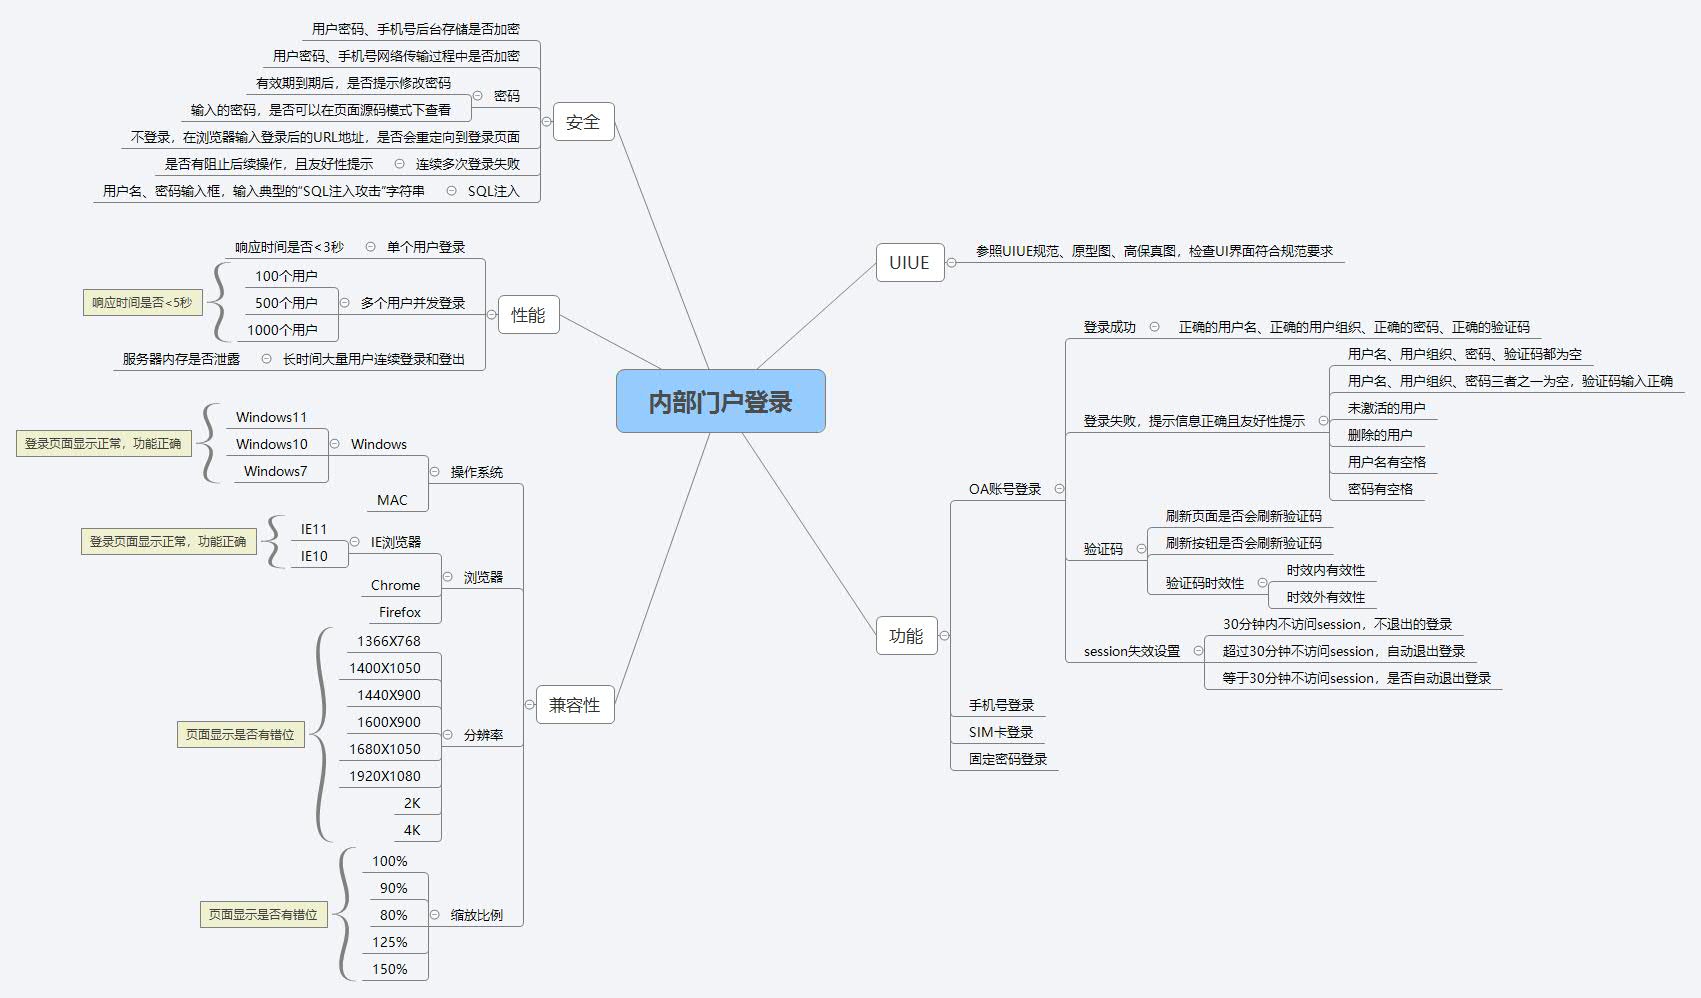 内部门户登录
安全
用户密码、手机号后台存储是否加密
用户密码、手机号网络传输过程中是否加密
密码
有效期到期后，是否提示修改密码
输入的密码，是否可以在页面源码模式下查看
不登录，在浏览器输入登录后的URL地址，是否会重定向到登录页面
连续多次登录失败
是否有阻止后续操作，且友好性提示
SQL注入
用户名、密码输入框，输入典型的“SQL注入攻击”字符串
性能
单个用户登录
响应时间是否<3秒
多个用户并发登录
100个用户
500个用户
1000个用户
响应时间是否<5秒
长时间大量用户连续登录和登出
服务器内存是否泄露
兼容性
操作系统
Windows
Windows11
Windows10
Windows7
登录页面显示正常，功能正确
MAC
浏览器
IE浏览器
IE11
IE10
登录页面显示正常，功能正确
Chrome
Firefox
分辨率
1366X768
1400X1050
1440X900
1600X900
1680X1050
1920X1080
2K
4K
页面显示是否有错位
缩放比例
100%
90%
80%
125%
150%
页面显示是否有错位
UIUE
参照UIUE规范、原型图、高保真图，检查UI界面符合规范要求
功能
OA账号登录
登录成功
正确的用户名、正确的用户组织、正确的密码、正确的验证码
登录失败，提示信息正确且友好性提示
用户名、用户组织、密码、验证码都为空
用户名、用户组织、密码三者之一为空，验证码输入正确
未激活的用户
删除的用户
用户名有空格
密码有空格
验证码
刷新页面是否会刷新验证码
刷新按钮是否会刷新验证码
验证码时效性
时效内有效性
时效外有效性
session失效设置
30分钟内不访问session，不退出的登录
超过30分钟不访问session，自动退出登录
等于30分钟不访问session，是否自动退出登录
手机号登录
SIM卡登录
固定密码登录